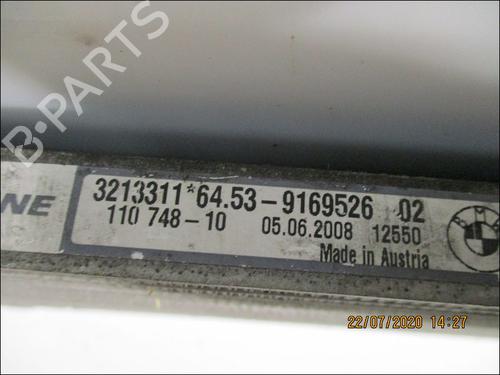 B-PARTS
NE
3213311*64.53-9169526 02
110 748-10 05.06.2008 12550
Made in Austria
22/07/2020 14:27